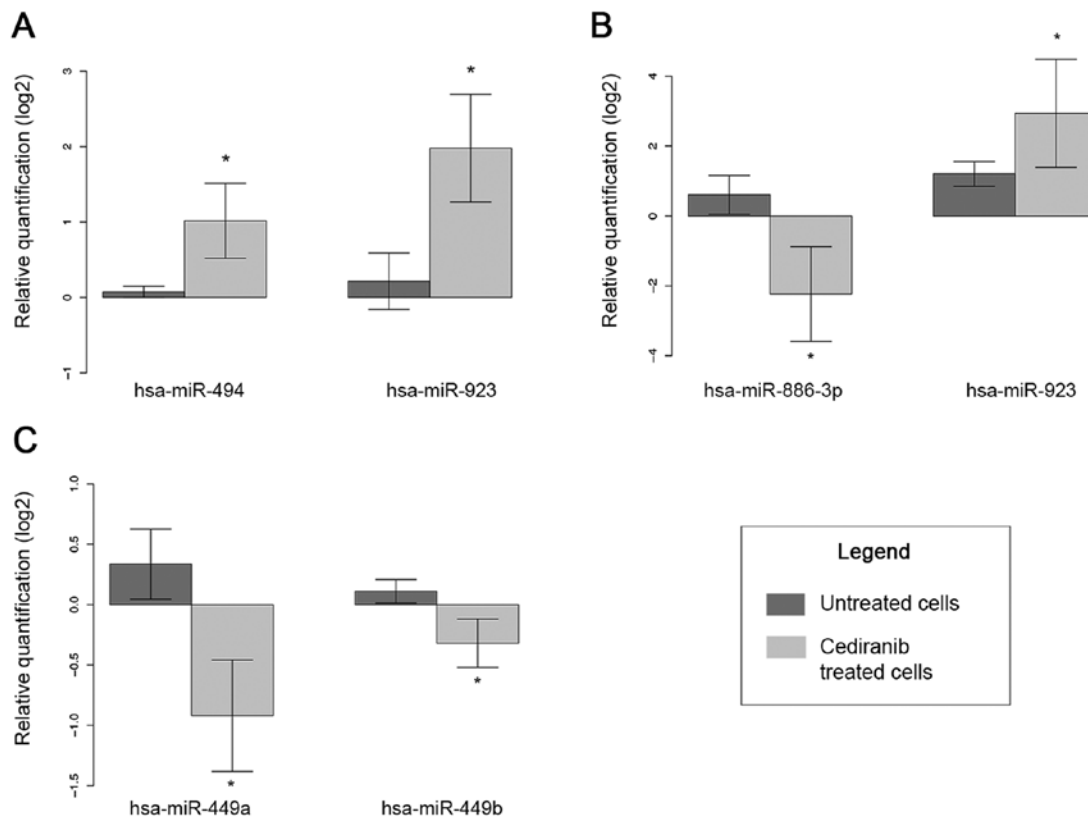 A
Relative quantification (log2)
3
2
1
0
−1
*
*
hsa-miR-494
hsa-miR-923
B
Relative quantification (log2)
4
2
0
−2
−4
*
*
hsa-miR-886-3p
hsa-miR-923
C
Relative quantification (log2)
1.0
0.5
0.0
−0.5
−1.0
−1.5
*
*
hsa-miR-449a
hsa-miR-449b
Legend
Untreated cells
Cediranib
treated cells